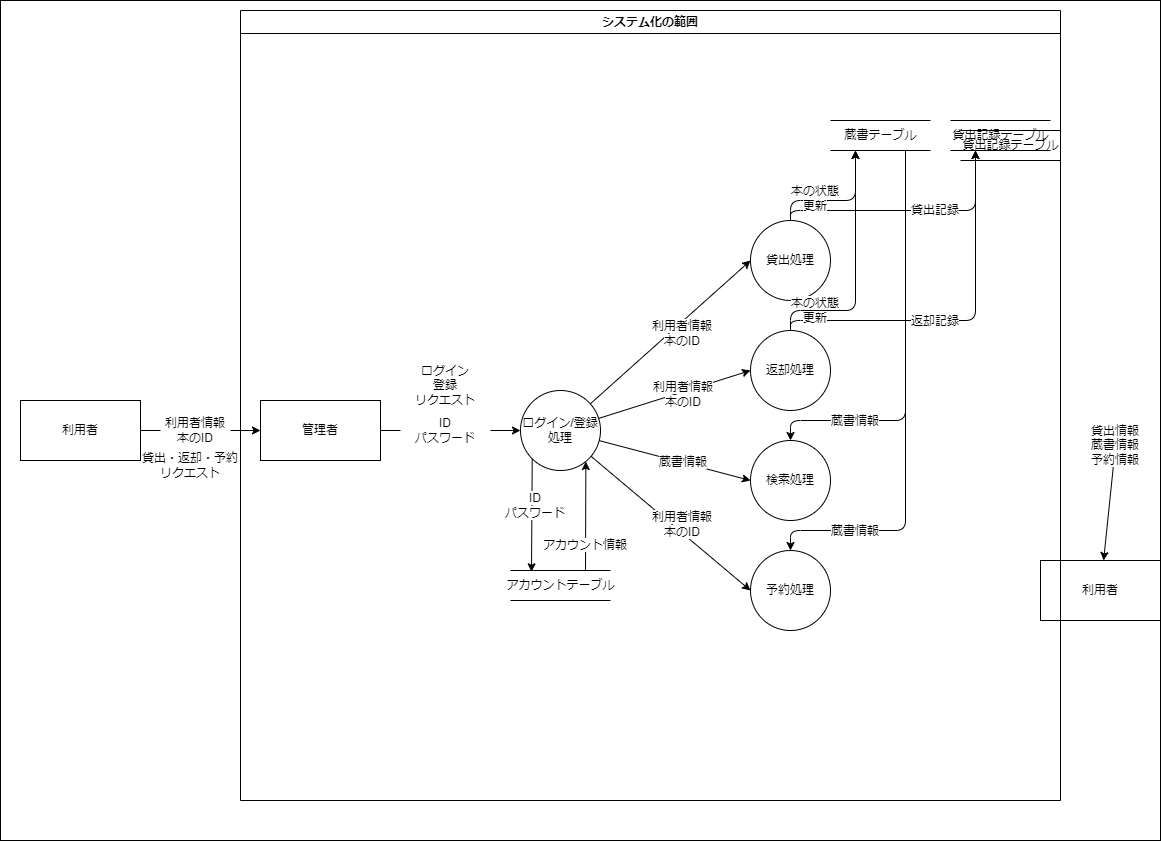 システム化の範囲
蔵書テーブル
貸出記録テーブル
貸出記録テーブル
本の状態
更新
貸出記録
貸出処理
本の状態
更新
返却記録
利用者情報
本のID
返却処理
ログイン
登録
リクエスト
利用者情報
本のID
利用者
利用者情報
本のID
貸出・返却・予約
リクエスト
管理者
ID
パスワード
ログイン/登録
処理
蔵書情報
貸出情報
蔵書情報
予約情報
蔵書情報
検索処理
ID
パスワード
利用者情報
本のID
蔵書情報
アカウント情報
アカウントテーブル
予約処理
利用者